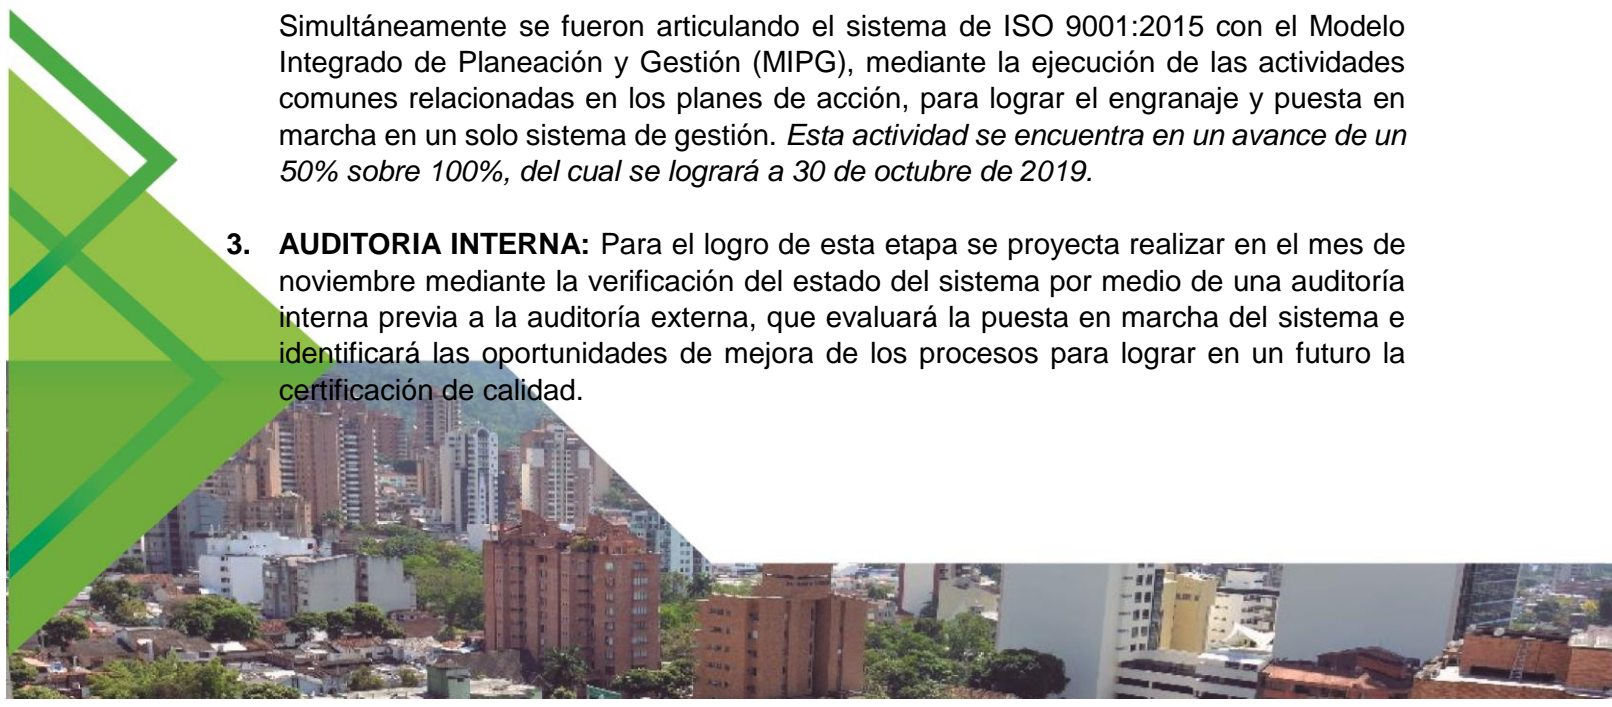 Simultáneamente se fueron articulando el sistema de ISO 9001:2015 con el Modelo
Integrado de Planeación y Gestión (MIPG), mediante la ejecución de las actividades
comunes relacionadas en los planes de acción, para lograr el engranaje y puesta en
marcha en un solo sistema de gestión. Esta actividad se encuentra en un avance de un
50% sobre 100%, del cual se logrará a 30 de octubre de 2019.
3. AUDITORIA INTERNA: Para el logro de esta etapa se proyecta realizar en el mes de
noviembre mediante la verificación del estado del sistema por medio de una auditoría
interna previa a la auditoría externa, que evaluará la puesta en marcha del sistema e
identificará las oportunidades de mejora de los procesos para lograr en un futuro la
certificación de calidad.